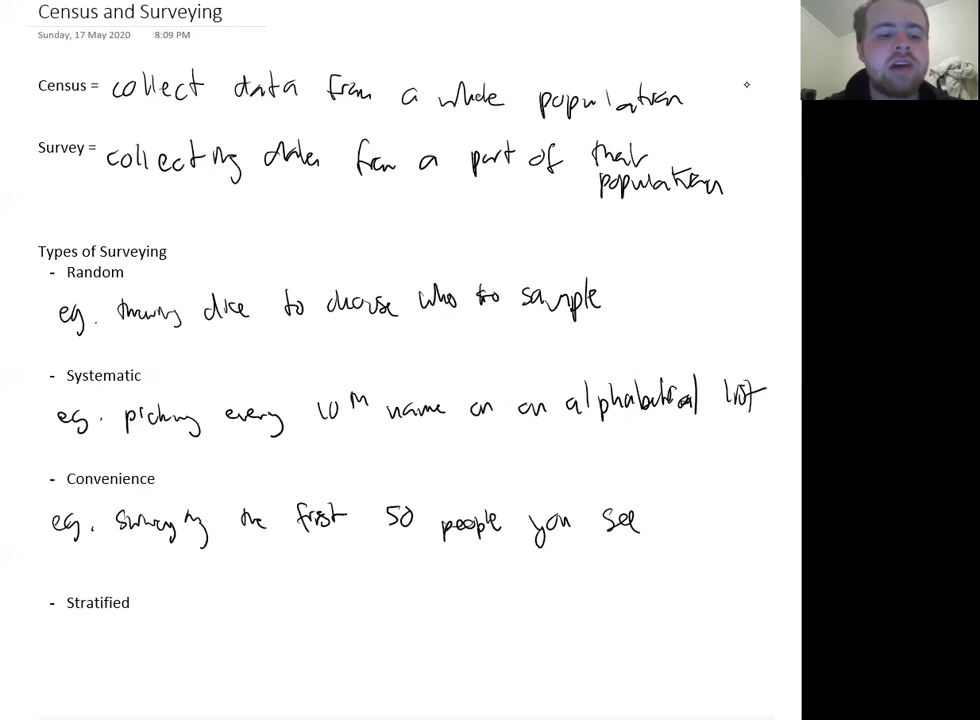 Census and Surveying
Sunday, 17 May 2020 8:09 PM
Census = collect data from a whole population
Survey = collecting data from a part of that
population
Types of Surveying
- Random
eg. throwing dice to choose who to sample
- Systematic
eg. picking every 10th name on an alphabetical list
- Convenience
eg. surveying the first 50 people you see
- Stratified